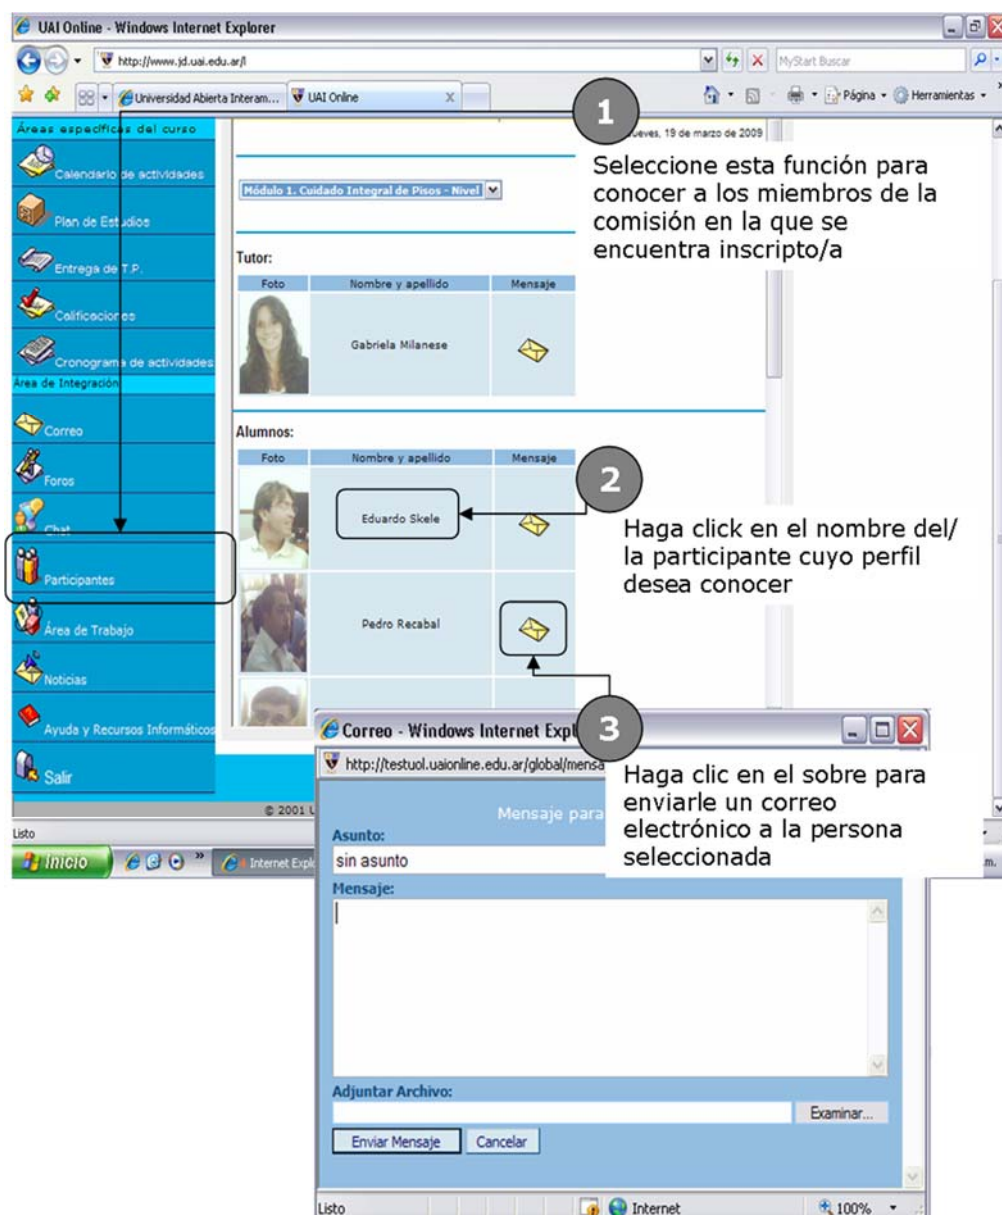 UAI Online - Windows Internet Explorer
http://www.jd.uai.edu.ar/l
MyStart Buscar
Universidad Abierta Interam...
UAI Online
X
Página
Herramientas
1
ueves, 19 de marzo de 2009
Seleccione esta función para
conocer a los miembros de la
comisión en la que se
encuentra inscripto/a
Áreas específicas del curso
Calendario de actividades
Plan de Estudios
Entrega de T.P.
Calificaciones
Cronograma de actividades
Área de Integración
Correo
Foros
Chat
Participantes
Área de Trabajo
Noticias
Ayuda y Recursos Informáticos
Salir
Módulo 1. Cuidado Integral de Pisos - Nivel
Tutor:
Foto Nombre y apellido Mensaje
Gabriela Milanese
Alumnos:
Foto Nombre y apellido Mensaje
Eduardo Skele
Pedro Recabal
2
Haga click en el nombre del/
la participante cuyo perfil
desea conocer
© 2001 U
Listo
Inicio
»
4 Internet Expl
m.
3
Haga clic en el sobre para
enviarle un correo
electrónico a la persona
seleccionada
Correo - Windows Internet Expl
http://testuol.uaionline.edu.ar/global/mensa
Mensaje para
Asunto:
sin asunto
Mensaje:
Adjuntar Archivo:
Examinar...
Enviar Mensaje Cancelar
Listo
Internet
100%